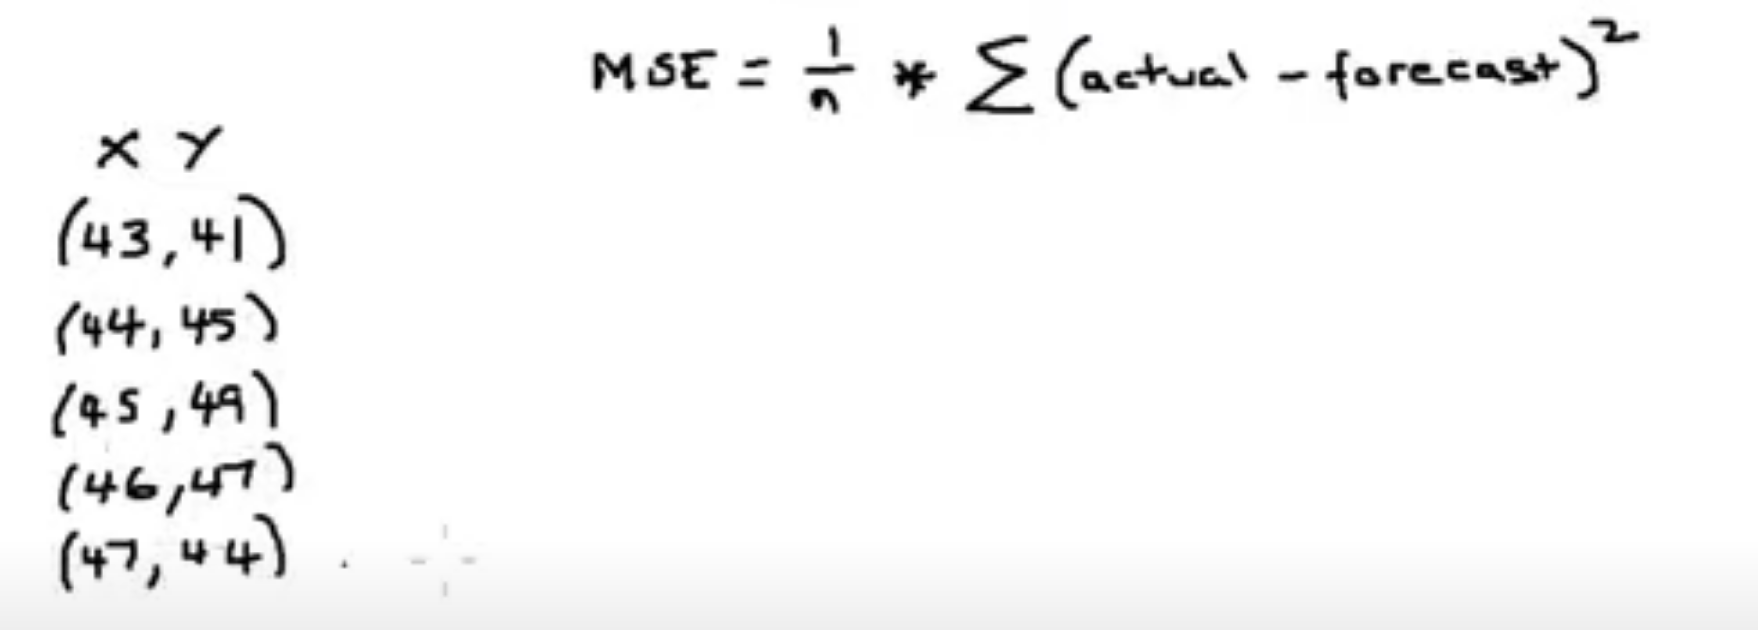 MSE = 1/n * Σ (actual - forecast)²
X Y
(43, 41)
(44, 45)
(45, 49)
(46, 47)
(47, 44)